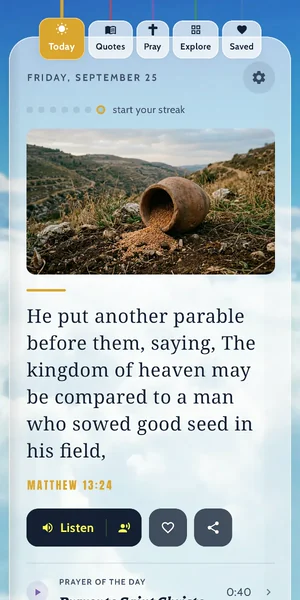 Today
Quotes
Pray
Explore
Saved
FRIDAY, SEPTEMBER 25
start your streak
He put another parable
before them, saying, The
kingdom of heaven may
be compared to a man
who sowed good seed in
his field,
MATTHEW 13:24
Listen
PRAYER OF THE DAY
0:40